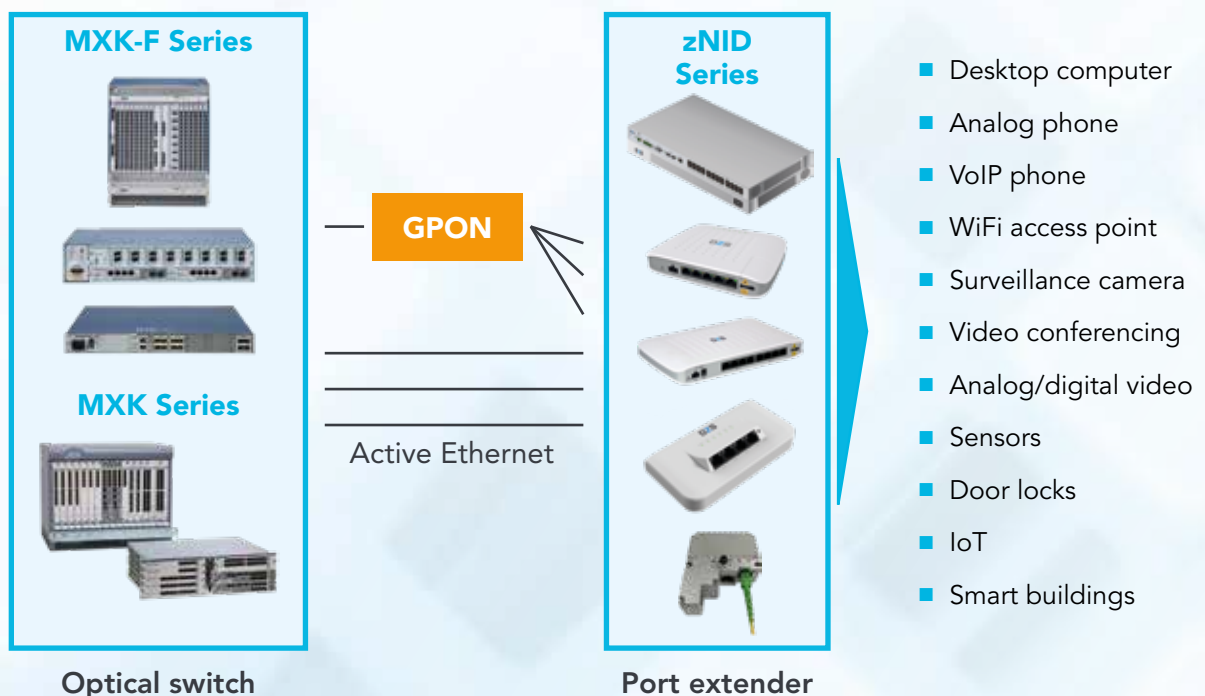 MXK-F Series
MXK Series
Optical switch
GPON
Active Ethernet
zNID
Series
Port extender
Desktop computer
Analog phone
VoIP phone
WiFi access point
Surveillance camera
Video conferencing
Analog/digital video
Sensors
Door locks
IoT
Smart buildings